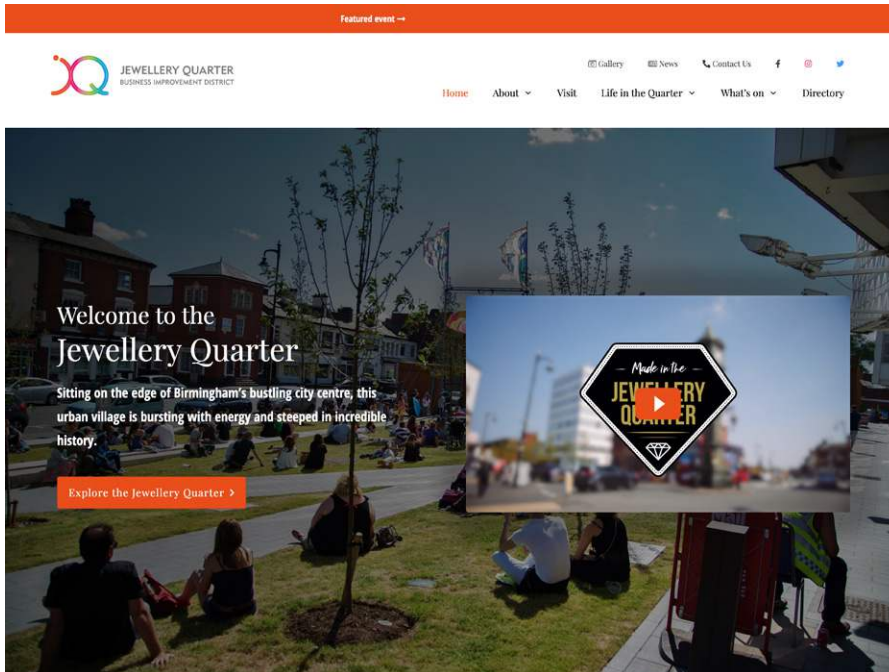 Featured event →
JEWELLERY QUARTER
BUSINESS IMPROVEMENT DISTRICT
Gallery News Contact Us
Home About Visit Life in the Quarter What's on Directory
Welcome to the
Jewellery Quarter
Sitting on the edge of Birmingham's bustling city centre, this
urban village is bursting with energy and steeped in incredible
history.
Explore the Jewellery Quarter >
Made in the
JEWELLERY
QUARTER